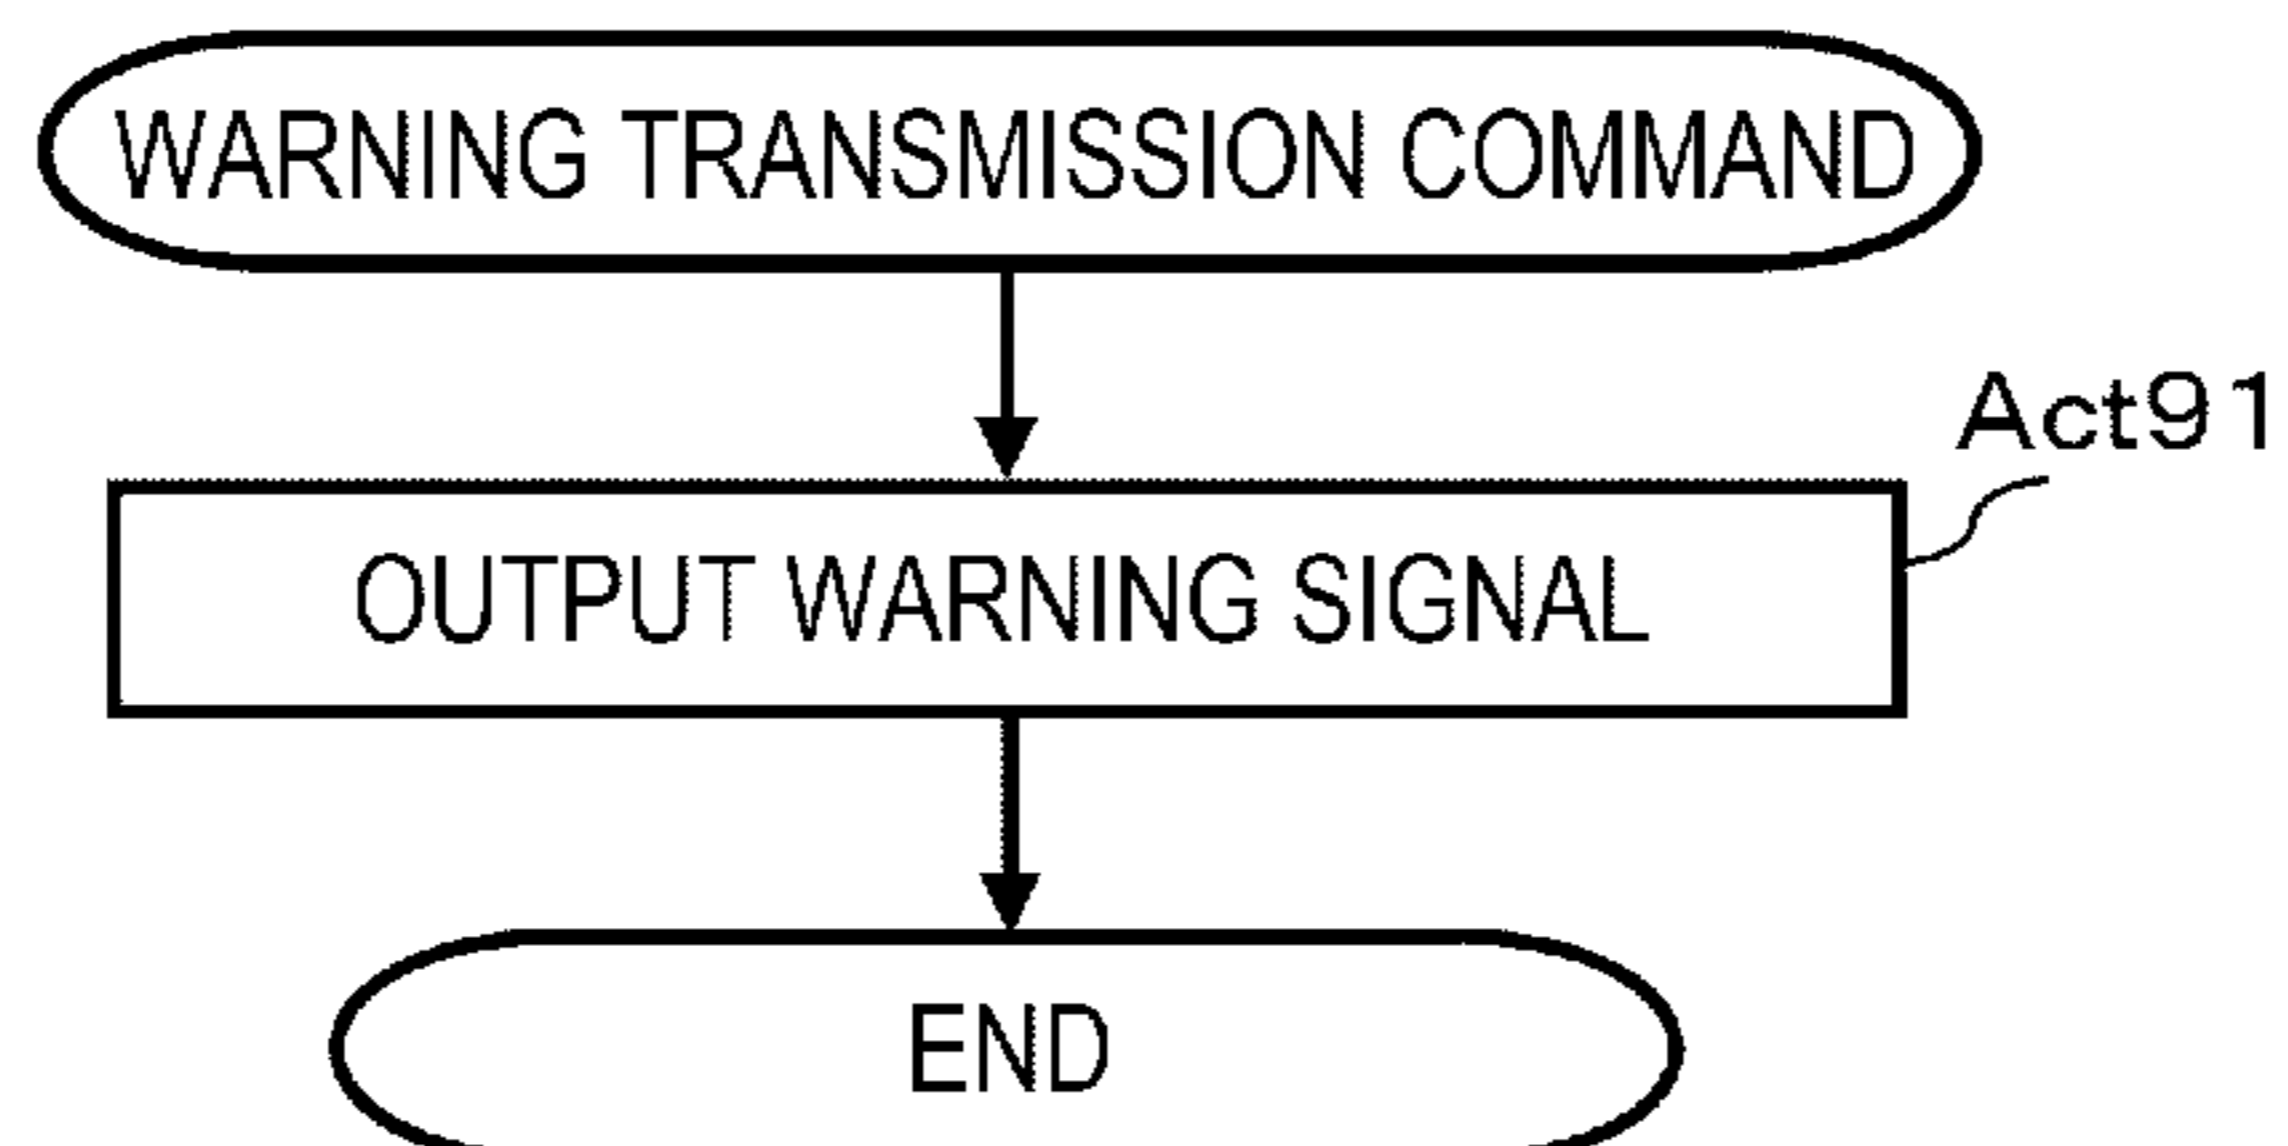 WARNING TRANSMISSION COMMAND
Act91
OUTPUT WARNING SIGNAL
END